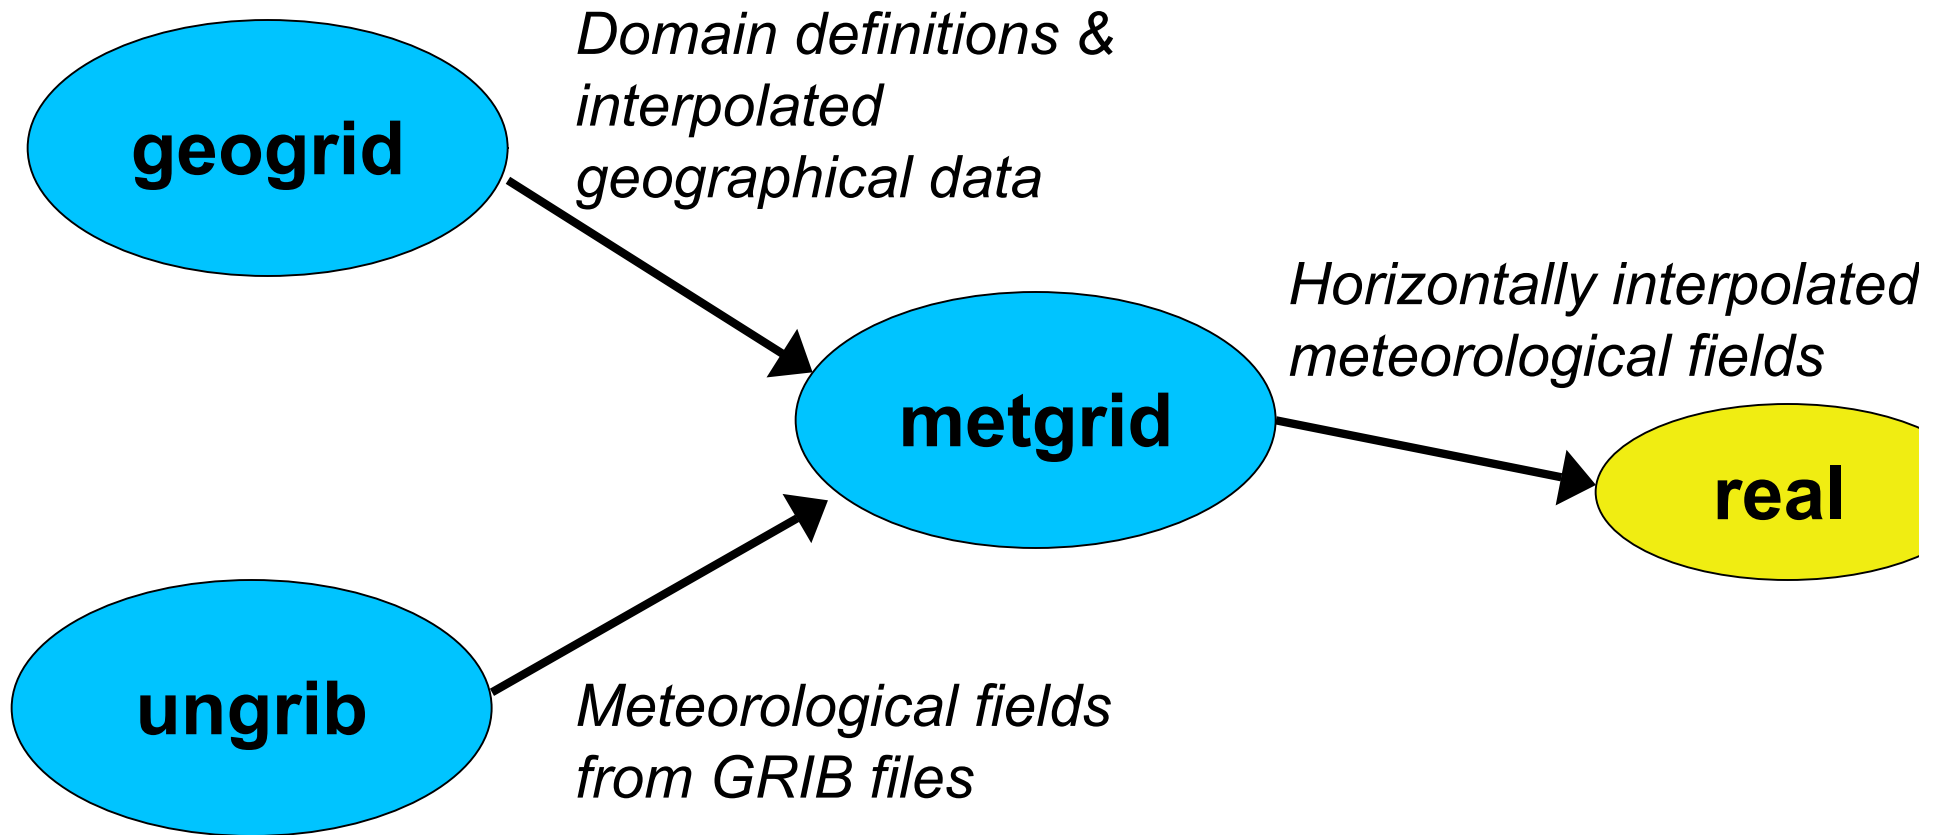 Domain definitions &
interpolated
geographical data
geogrid
Horizontally interpolated
meteorological fields
metgrid
real
ungrib
Meteorological fields
from GRIB files